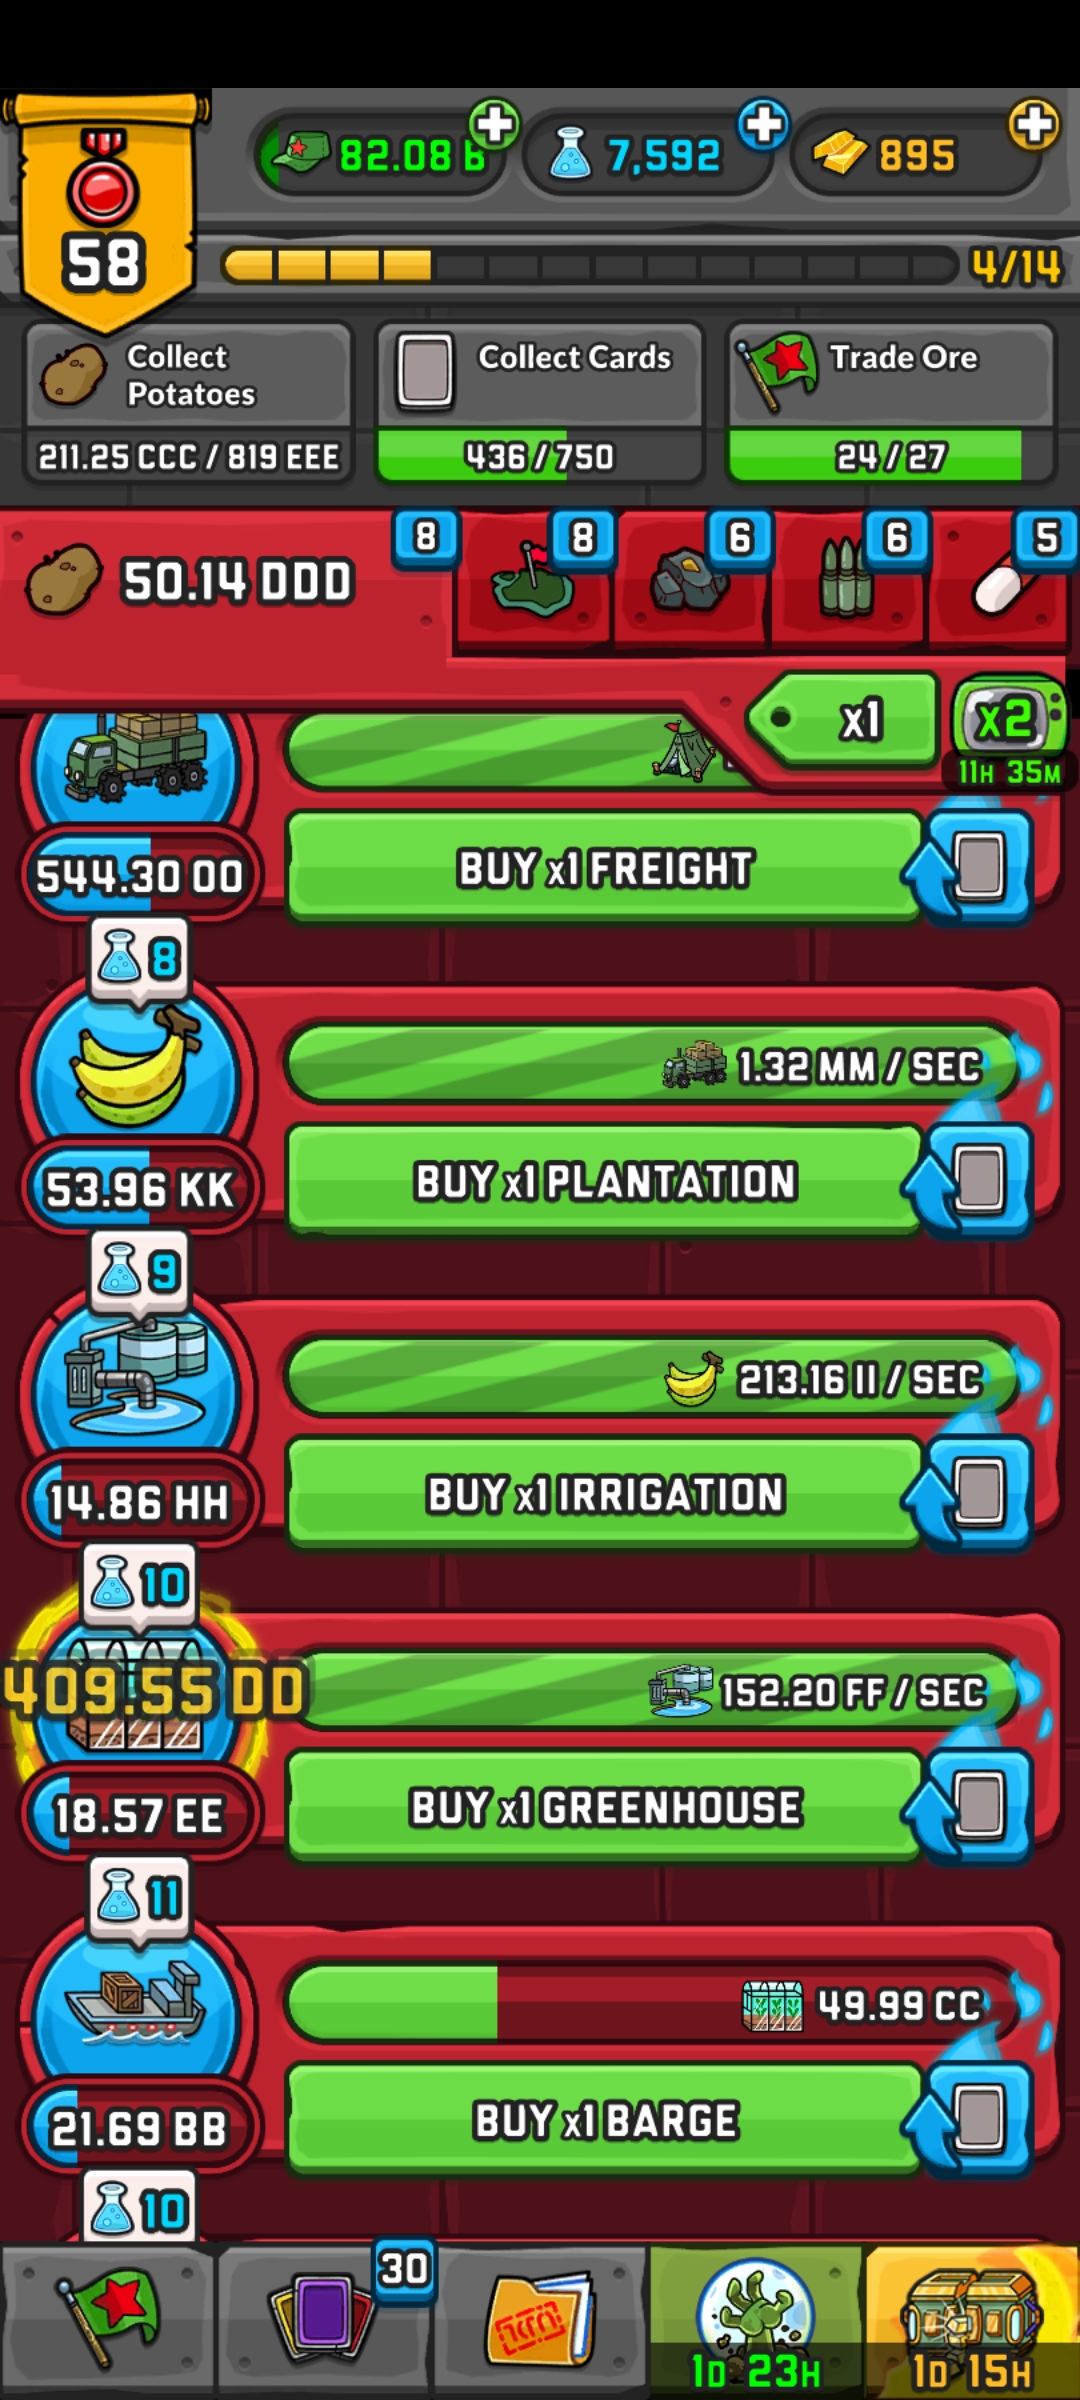 82.08 B
7,592
895
58
4/14
Collect
Potatoes
211.25 CCC / 819 EEE
Collect Cards
436 / 750
Trade Ore
24 / 27
50.14 DDD
8
8
6
6
5
x1
x2
11H 35M
544.30 OO
BUY x1 FREIGHT
8
1.32 MM / SEC
53.96 KK
BUY x1 PLANTATION
9
213.16 II / SEC
14.86 HH
BUY x1 IRRIGATION
10
409.55 DD
152.20 FF / SEC
18.57 EE
BUY x1 GREENHOUSE
11
49.99 CC
21.69 BB
BUY x1 BARGE
10
30
1D 23H
1D 15H